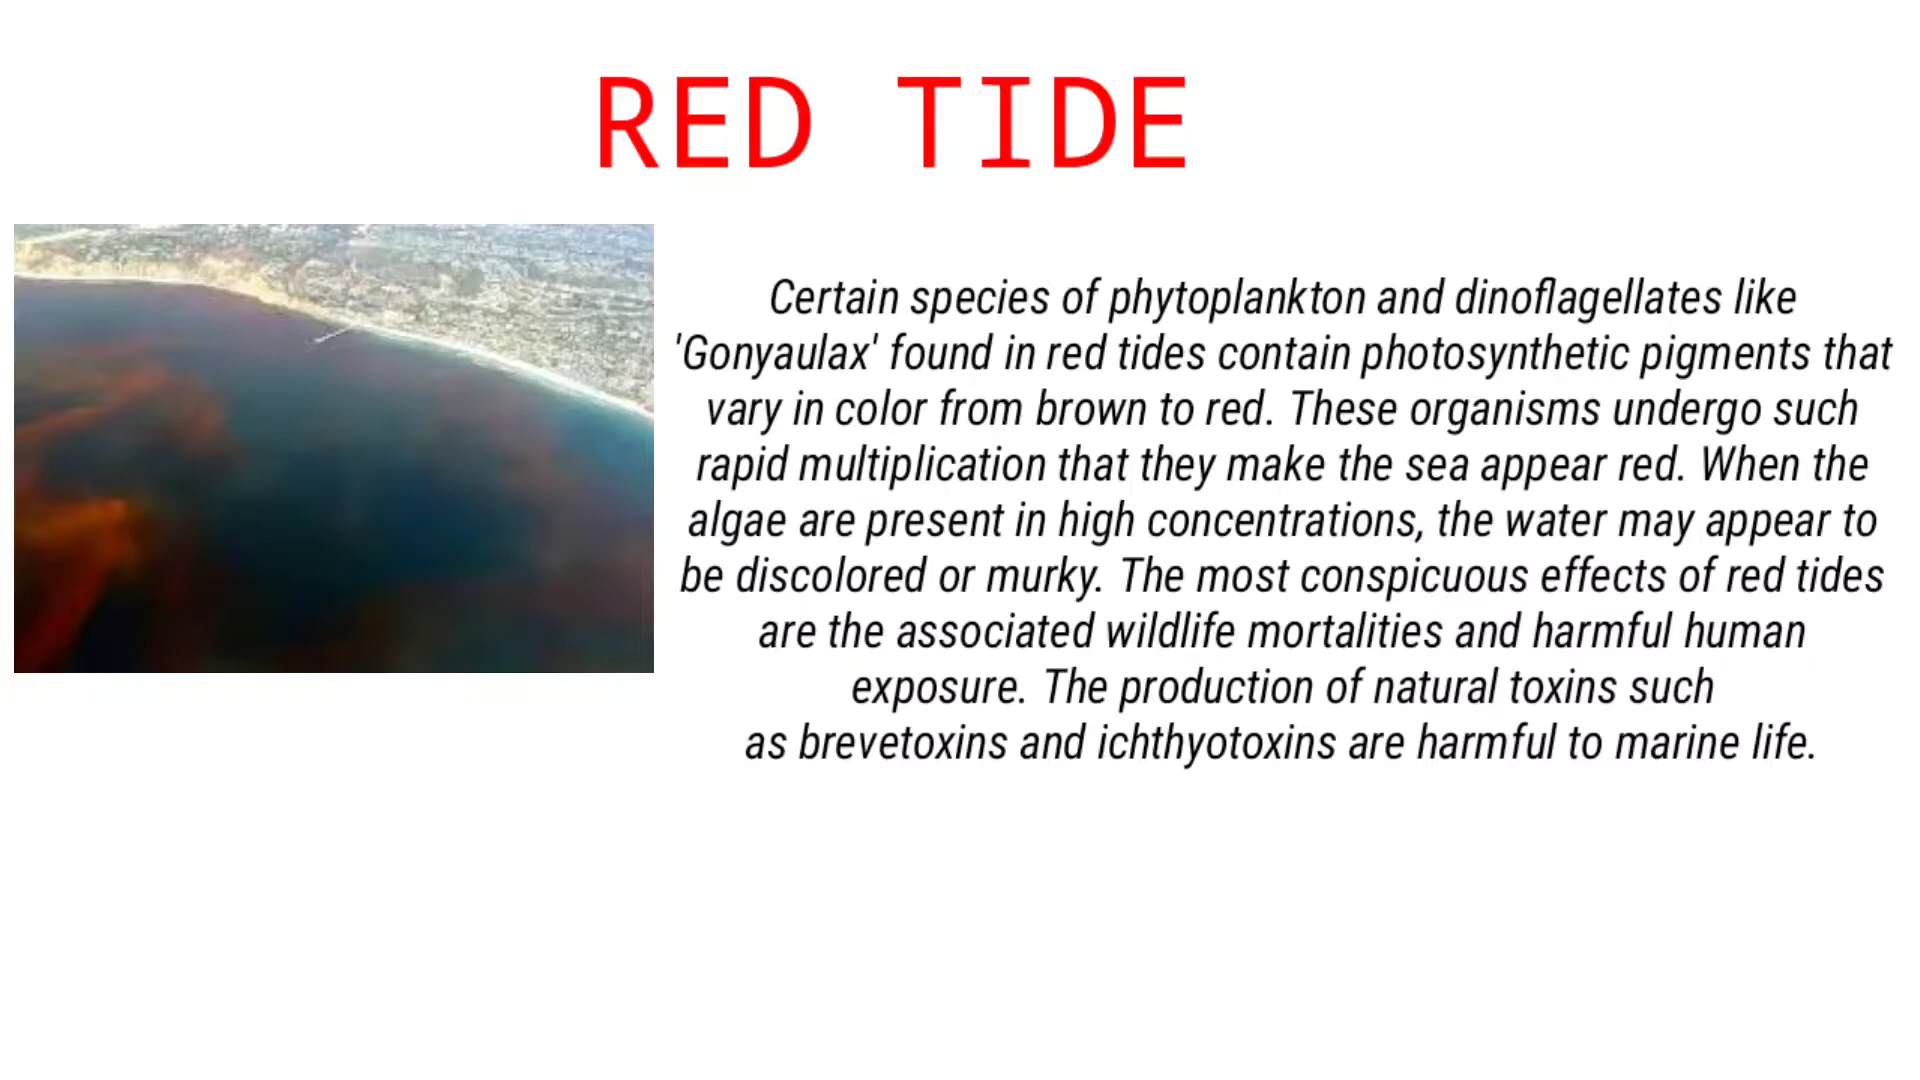 RED TIDE
Certain species of phytoplankton and dinoflagellates like
'Gonyaulax' found in red tides contain photosynthetic pigments that
vary in color from brown to red. These organisms undergo such
rapid multiplication that they make the sea appear red. When the
algae are present in high concentrations, the water may appear to
be discolored or murky. The most conspicuous effects of red tides
are the associated wildlife mortalities and harmful human
exposure. The production of natural toxins such
as brevetoxins and ichthyotoxins are harmful to marine life.